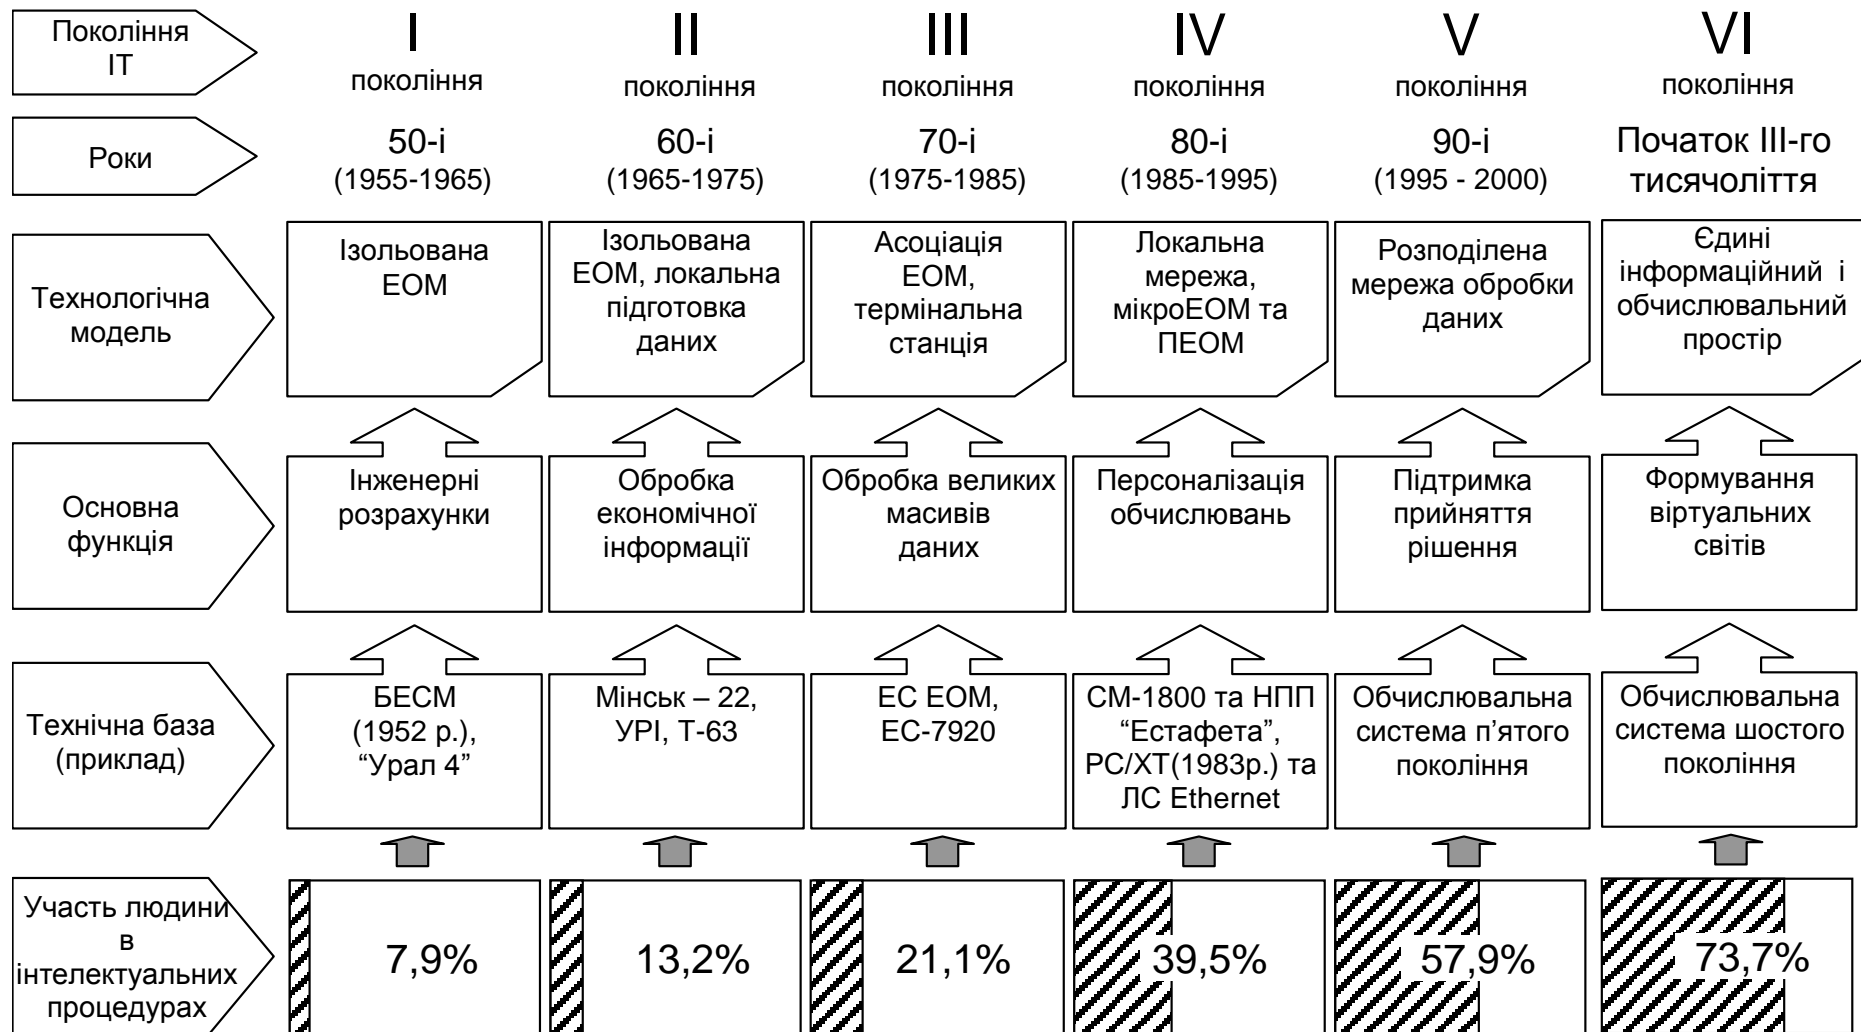 Покоління
ІТ
I
покоління
II
покоління
III
покоління
IV
покоління
V
покоління
VI
покоління
Роки
50-і
(1955-1965)
60-і
(1965-1975)
70-і
(1975-1985)
80-і
(1985-1995)
90-і
(1995 - 2000)
Початок III-го
тисячоліття
Технологічна
модель
Ізольована
ЕОМ
Ізольована
ЕОМ, локальна
підготовка
даних
Асоціація
ЕОМ,
термінальна
станція
Локальна
мережа,
мікроЕОМ та
ПЕОМ
Розподілена
мережа обробки
даних
Єдині
інформаційний і
обчислювальний
простір
Основна
функція
Інженерні
розрахунки
Обробка
економічної
інформації
Обробка великих
масивів
даних
Персоналізація
обчислювань
Підтримка
прийняття
рішення
Формування
віртуальних
світів
Технічна база
(приклад)
БЕСМ
(1952 р.),
“Урал 4”
Мінськ – 22,
УРІ, Т-63
ЕС ЕОМ,
ЕС-7920
СМ-1800 та НПП
“Естафета”,
РС/ХТ(1983р.) та
ЛС Ethernet
Обчислювальна
система п’ятого
покоління
Обчислювальна
система шостого
покоління
Участь людини
в
інтелектуальних
процедурах
7,9%
13,2%
21,1%
39,5%
57,9%
73,7%